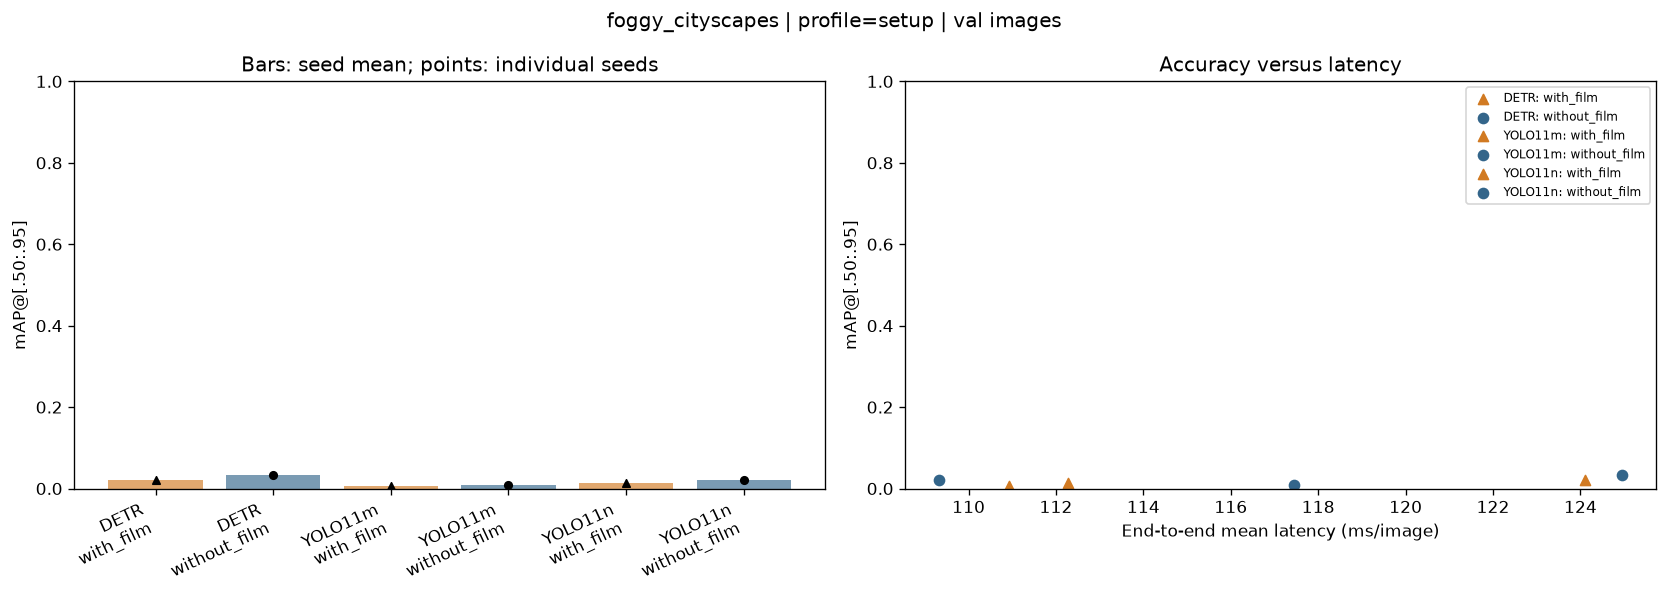 foggy_cityscapes | profile=setup | val images
Bars: seed mean; points: individual seeds
mAP@[.50:.95]
1.0
0.8
0.6
0.4
0.2
0.0
DETR
with_film
DETR
without_film
YOLO11m
with_film
YOLO11m
without_film
YOLO11n
with_film
YOLO11n
without_film
Accuracy versus latency
mAP@[.50:.95]
1.0
0.8
0.6
0.4
0.2
0.0
DETR: with_film
DETR: without_film
YOLO11m: with_film
YOLO11m: without_film
YOLO11n: with_film
YOLO11n: without_film
110 112 114 116 118 120 122 124
End-to-end mean latency (ms/image)